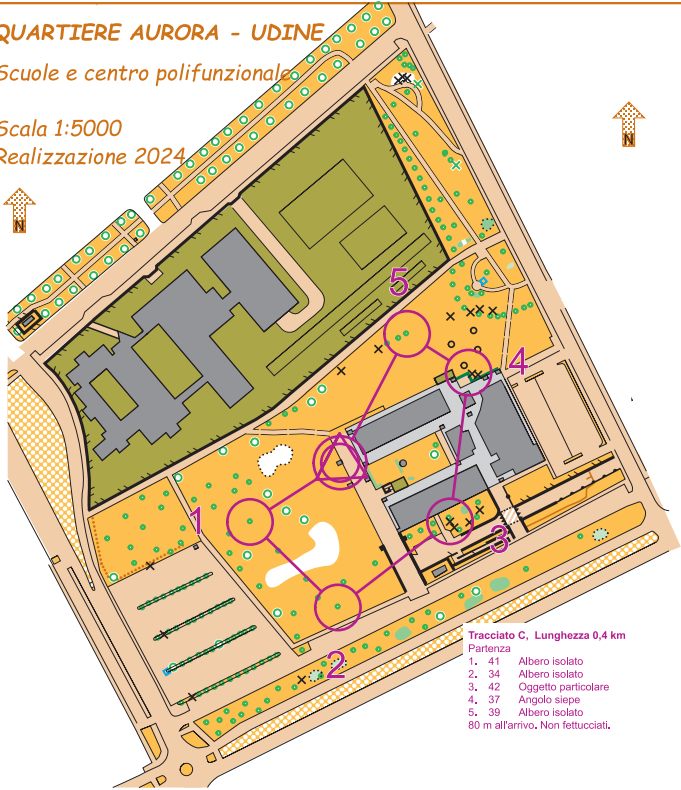 QUARTIERE AURORA - UDINE
Scuole e centro polifunzionale
Scala 1:5000
Realizzazione 2024
N
N
5
4
1
3
2
Tracciato C, Lunghezza 0,4 km
Partenza
1. 41 Albero isolato
2. 34 Albero isolato
3. 42 Oggetto particolare
4. 37 Angolo siepe
5. 39 Albero isolato
80 m all'arrivo. Non fettucciati.